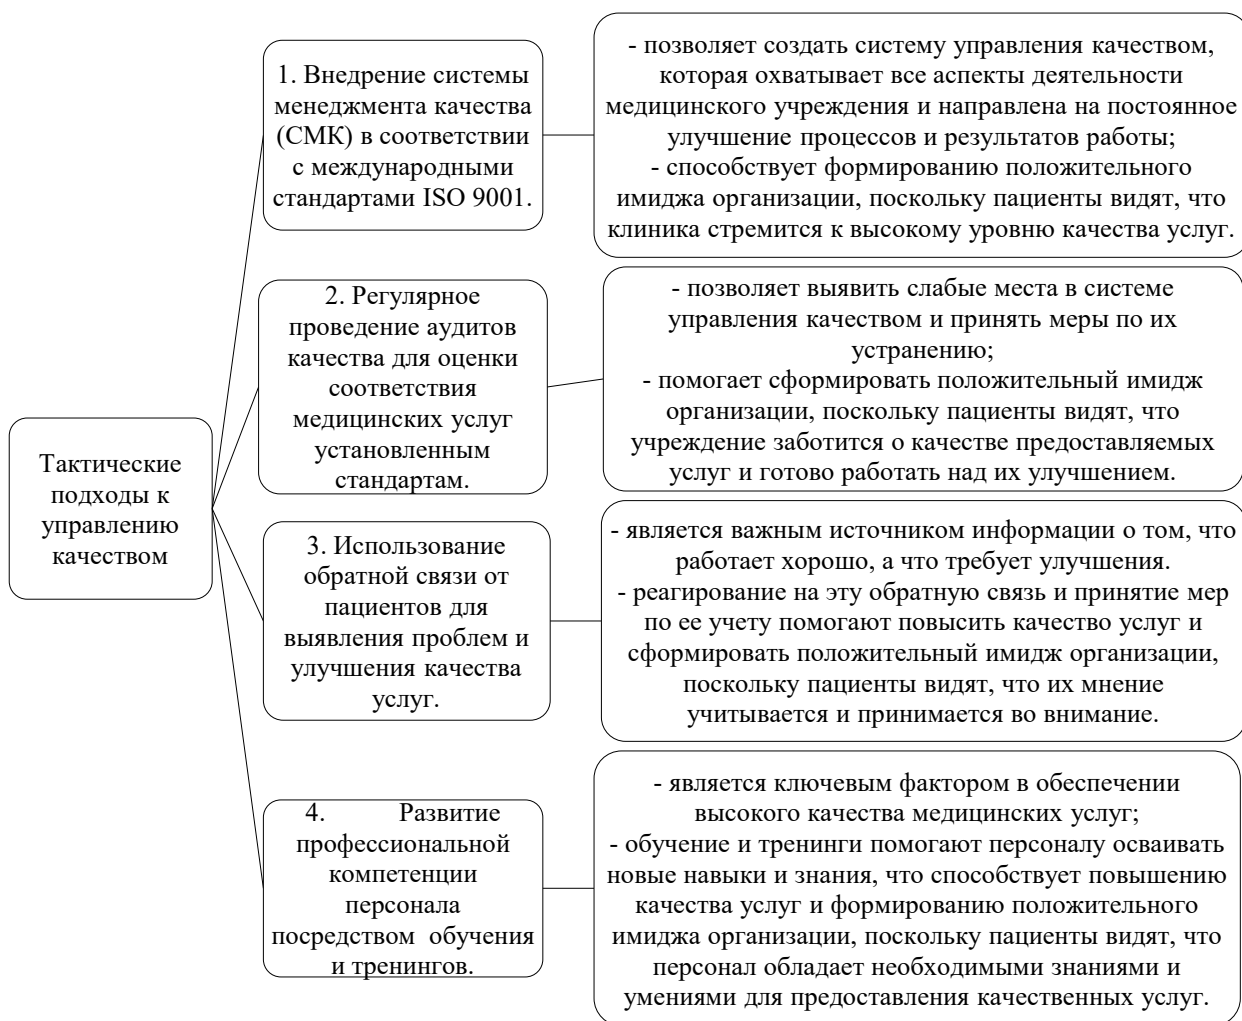 Тактические
подходы к
управлению
качеством
1. Внедрение системы
менеджмента качества
(СМК) в соответствии
с международными
стандартами ISO 9001.
- позволяет создать систему управления качеством,
которая охватывает все аспекты деятельности
медицинского учреждения и направлена на постоянное
улучшение процессов и результатов работы;
- способствует формированию положительного
имиджа организации, поскольку пациенты видят, что
клиника стремится к высокому уровню качества услуг.
2. Регулярное
проведение аудитов
качества для оценки
соответствия
медицинских услуг
установленным
стандартам.
- позволяет выявить слабые места в системе
управления качеством и принять меры по их
устранению;
- помогает сформировать положительный имидж
организации, поскольку пациенты видят, что
учреждение заботится о качестве предоставляемых
услуг и готово работать над их улучшением.
3. Использование
обратной связи от
пациентов для
выявления проблем и
улучшения качества
услуг.
- является важным источником информации о том, что
работает хорошо, а что требует улучшения.
- реагирование на эту обратную связь и принятие мер
по ее учету помогают повысить качество услуг и
сформировать положительный имидж организации,
поскольку пациенты видят, что их мнение
учитывается и принимается во внимание.
4. Развитие
профессиональной
компетенции
персонала
посредством обучения
и тренингов.
- является ключевым фактором в обеспечении
высокого качества медицинских услуг;
- обучение и тренинги помогают персоналу осваивать
новые навыки и знания, что способствует повышению
качества услуг и формированию положительного
имиджа организации, поскольку пациенты видят, что
персонал обладает необходимыми знаниями и
умениями для предоставления качественных услуг.